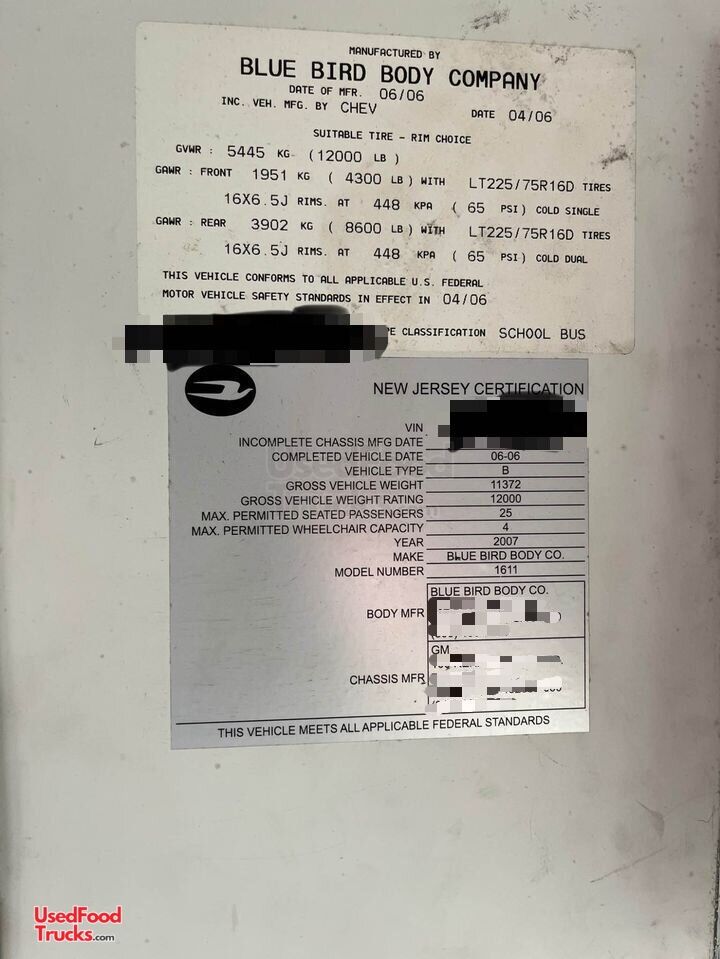 MANUFACTURED BY
BLUE BIRD BODY COMPANY
DATE OF MFR. 06/06
INC. VEH. MFG. BY CHEV DATE 04/06
SUITABLE TIRE - RIM CHOICE
GVWR : 5445 KG (12000 LB )
GAWR : FRONT 1951 KG ( 4300 LB ) WITH LT225/75R16D TIRES
16X6.5J RIMS. AT 448 KPA ( 65 PSI ) COLD SINGLE
GAWR : REAR 3902 KG ( 8600 LB ) WITH LT225/75R16D TIRES
16X6.5J RIMS. AT 448 KPA ( 65 PSI ) COLD DUAL
THIS VEHICLE CONFORMS TO ALL APPLICABLE U.S. FEDERAL
MOTOR VEHICLE SAFETY STANDARDS IN EFFECT IN 04/06
CLASSIFICATION SCHOOL BUS
NEW JERSEY CERTIFICATION
VIN
INCOMPLETE CHASSIS MFG DATE
COMPLETED VEHICLE DATE 06-06
VEHICLE TYPE B
GROSS VEHICLE WEIGHT 11372
GROSS VEHICLE WEIGHT RATING 12000
MAX. PERMITTED SEATED PASSENGERS 25
MAX. PERMITTED WHEELCHAIR CAPACITY 4
YEAR 2007
MAKE BLUE BIRD BODY CO.
MODEL NUMBER 1611
BLUE BIRD BODY CO.
BODY MFR
GM
CHASSIS MFR
THIS VEHICLE MEETS ALL APPLICABLE FEDERAL STANDARDS
UsedFood
Trucks.com